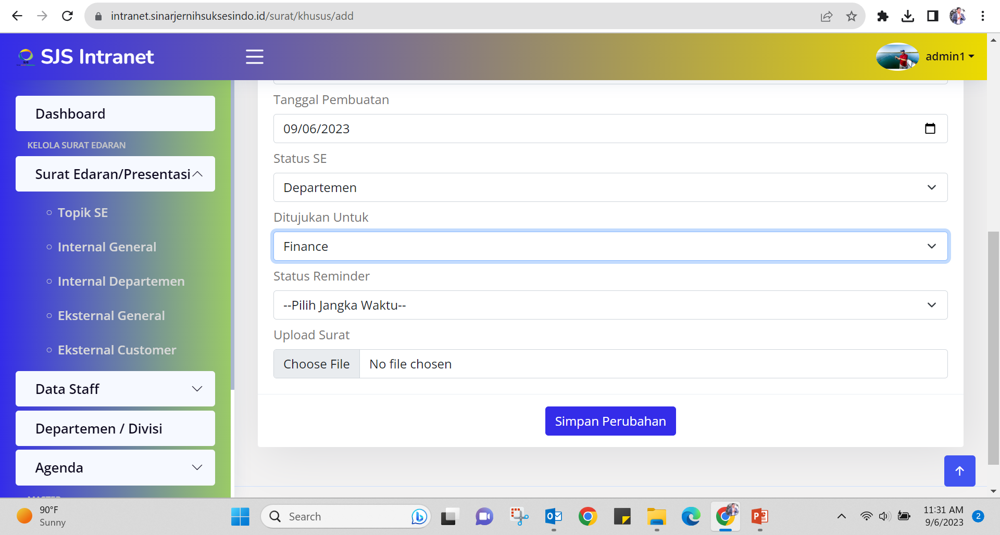 intranet.sinarjernihsuksesindo.id/surat/khusus/add
SJS Intranet
admin1
Dashboard
KELOLA SURAT EDARAN
Surat Edaran/Presentasi
Topik SE
Internal General
Internal Departemen
Eksternal General
Eksternal Customer
Data Staff
Departemen / Divisi
Agenda
MASTER
Tanggal Pembuatan
09/06/2023
Status SE
Departemen
Ditujukan Untuk
Finance
Status Reminder
--Pilih Jangka Waktu--
Upload Surat
Choose File No file chosen
Simpan Perubahan
90°F
Sunny
Search
11:31 AM
9/6/2023
2